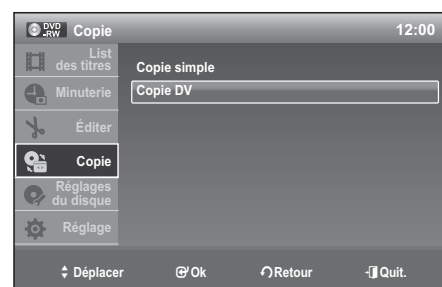 DVD
-RW Copie 12:00
List
des titres
Minuterie
Éditer
Copie
Réglages
du disque
Réglage
Copie simple
Copie DV
Déplacer Ok Retour Quit.